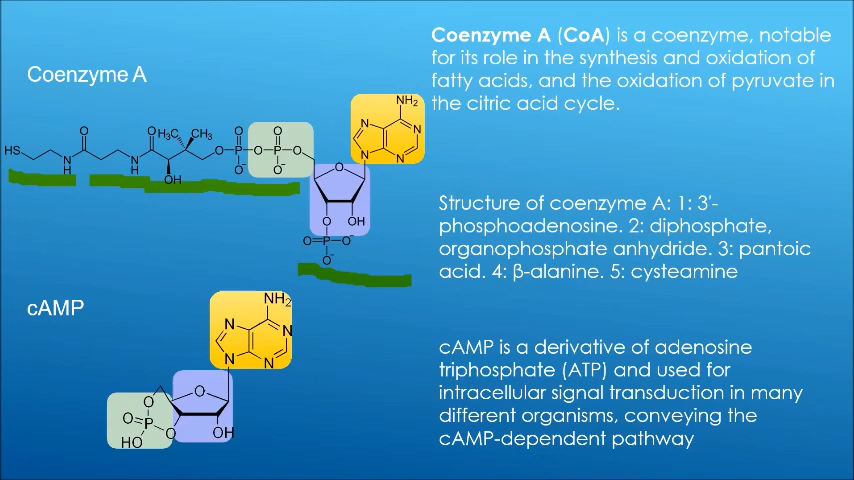 Coenzyme A (CoA) is a coenzyme, notable
for its role in the synthesis and oxidation of
fatty acids, and the oxidation of pyruvate in
the citric acid cycle.
Coenzyme A
NH₂
N
N
N
N
HS
N
H
O
N
H
O
H₃C
CH₃
OH
O
O
P
O⁻
O
O
P
O⁻
O
O
O
OH
O
P
O⁻
O⁻
Structure of coenzyme A: 1: 3'-
phosphoadenosine. 2: diphosphate,
organophosphate anhydride. 3: pantoic
acid. 4: β-alanine. 5: cysteamine
cAMP
NH₂
N
N
N
N
O
O
O
P
HO
O
OH
cAMP is a derivative of adenosine
triphosphate (ATP) and used for
intracellular signal transduction in many
different organisms, conveying the
cAMP-dependent pathway